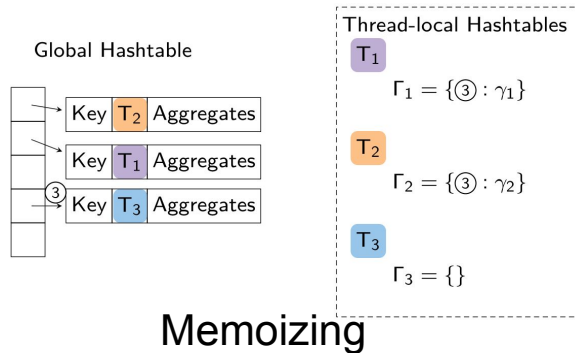 Global Hashtable
Key T₂ Aggregates
Key T₁ Aggregates
③
Key T₃ Aggregates
Thread-local Hashtables
T₁
Γ₁ = {③ : γ₁}
T₂
Γ₂ = {③ : γ₂}
T₃
Γ₃ = {}
Memoizing